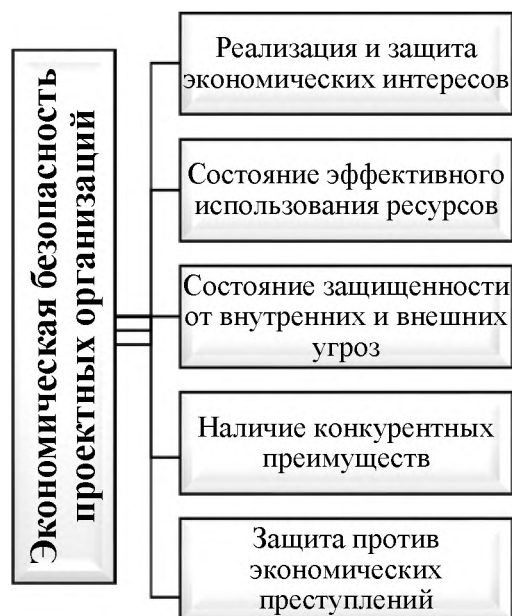 Экономическая безопасность
проектных организаций
Реализация и защита
экономических интересов
Состояние эффективного
использования ресурсов
Состояние защищенности
от внутренних и внешних
угроз
Наличие конкурентных
преимуществ
Защита против
экономических
преступлений